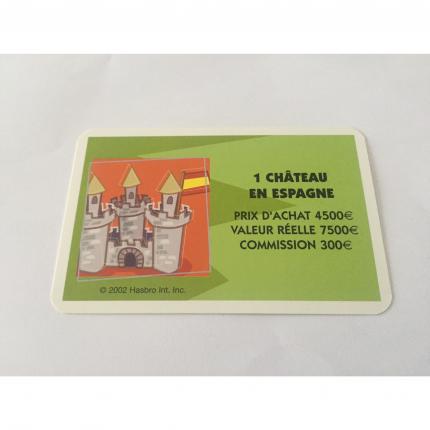 1 CHÂTEAU
EN ESPAGNE
PRIX D'ACHAT 4500€
VALEUR RÉELLE 7500€
COMMISSION 300€
© 2002 Hasbro Int. Inc.